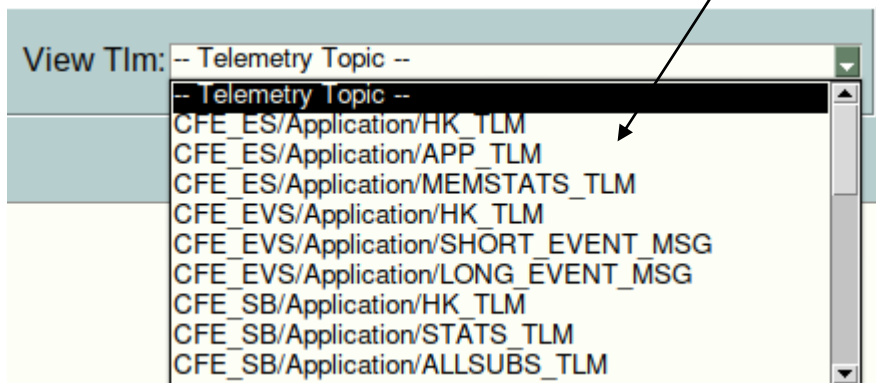 View Tlm: -- Telemetry Topic --
-- Telemetry Topic --
CFE_ES/Application/HK_TLM
CFE_ES/Application/APP_TLM
CFE_ES/Application/MEMSTATS_TLM
CFE_EVS/Application/HK_TLM
CFE_EVS/Application/SHORT_EVENT_MSG
CFE_EVS/Application/LONG_EVENT_MSG
CFE_SB/Application/HK_TLM
CFE_SB/Application/STATS_TLM
CFE_SB/Application/ALLSUBS_TLM